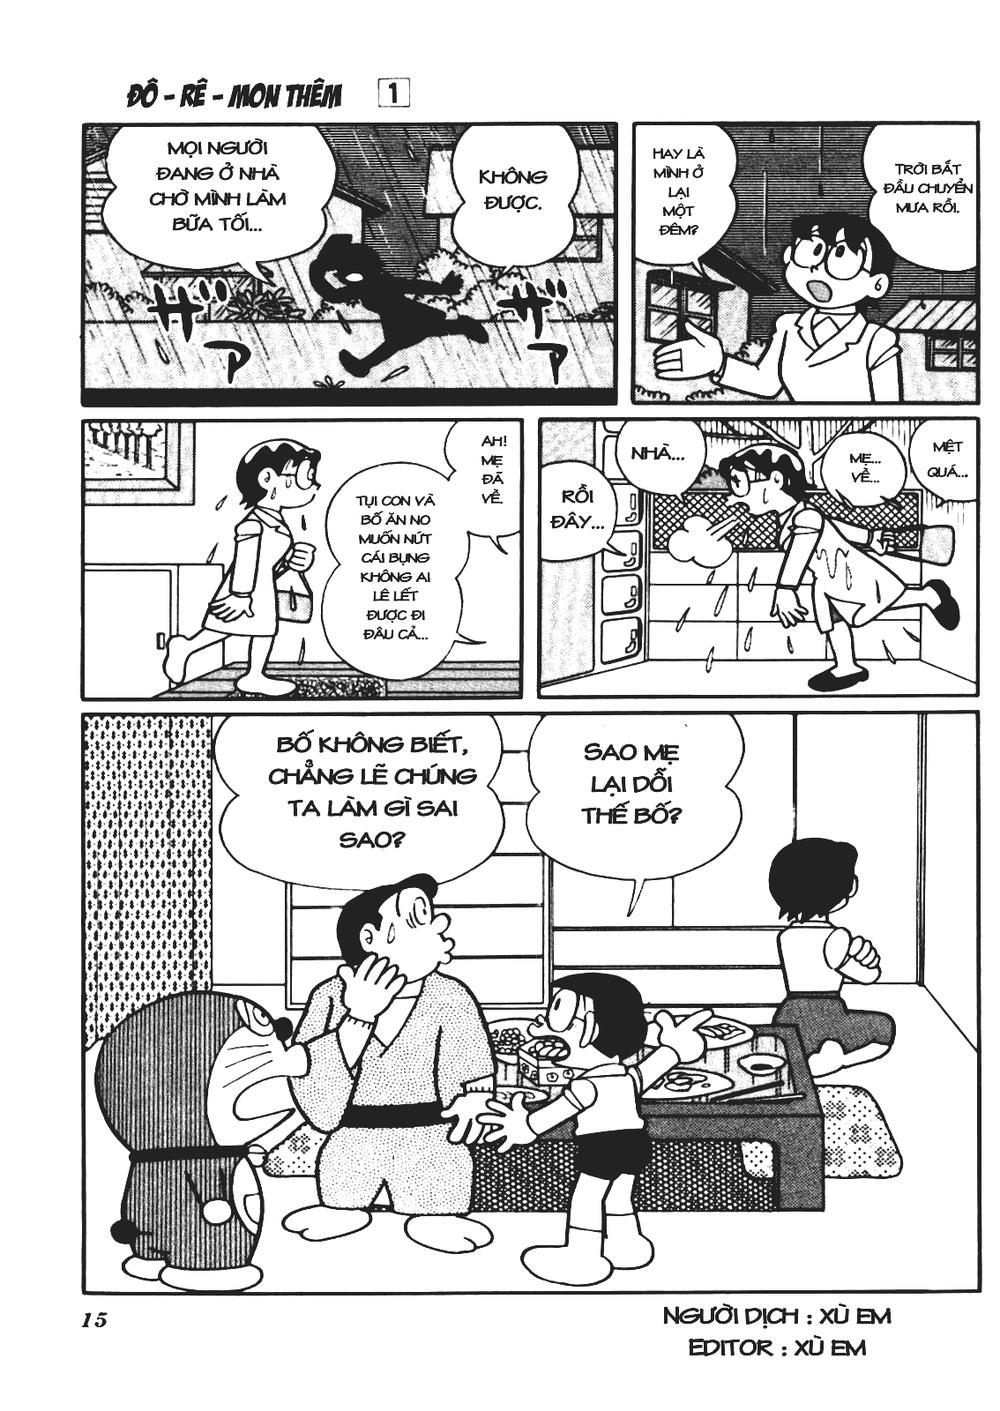 ĐÔ - RÊ - MON THÊM 1
TRỜI BẮT
ĐẦU CHUYỂN
MƯA RỒI.
HAY LÀ
MÌNH Ở
LẠI
MỘT
ĐÊM?
KHÔNG
ĐƯỢC.
MỌI NGƯỜI
ĐANG Ở NHÀ
CHỜ MÌNH LÀM
BỮA TỐI...
ザ"
ァ
ザ"
ァ
MỆT
QUÁ...
MẸ...
VỀ...
NHÀ...
RỒI
ĐÂY...
AH!
MẸ
ĐÃ
VỀ.
TỤI CON VÀ
BỐ ĂN NO
MUỐN NỨT
CÁI BỤNG
KHÔNG AI
LÊ LẾT
ĐƯỢC ĐI
ĐÂU CẢ...
SAO MẸ
LẠI DỖI
THẾ BỐ?
BỐ KHÔNG BIẾT,
CHẲNG LẼ CHÚNG
TA LÀM GÌ SAI
SAO?
15
NGƯỜI DỊCH : XÙ EM
EDITOR : XÙ EM